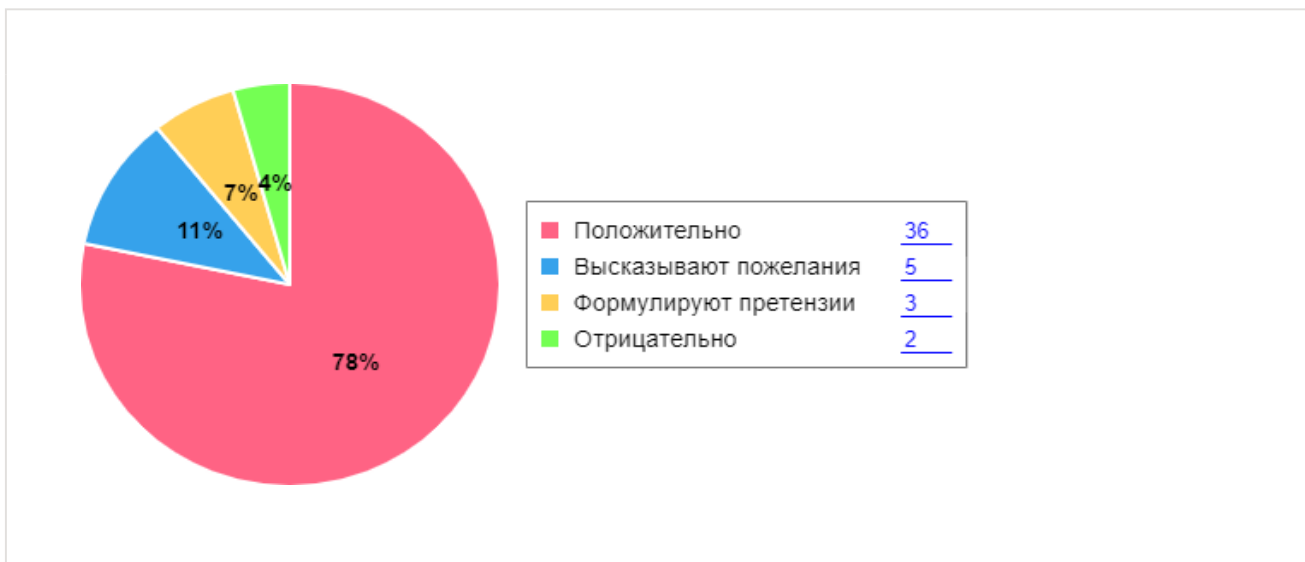 4%
7%
11%
78%
Положительно 36
Высказывают пожелания 5
Формулируют претензии 3
Отрицательно 2